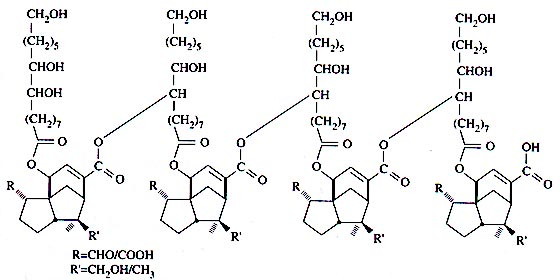 CH₂OH CH₂OH CH₂OH CH₂OH
(CH₂)₅ (CH₂)₅ (CH₂)₅ (CH₂)₅
CHOH CHOH CHOH CHOH
CHOH CH CH CH
(CH₂)₇ (CH₂)₇ (CH₂)₇ (CH₂)₇
C=O O C=O O C=O O C=O OH
O C=O O C=O O C=O O C=O
R R R R
R' R' R' R'
R=CHO/COOH
R'=CH₂OH/CH₃